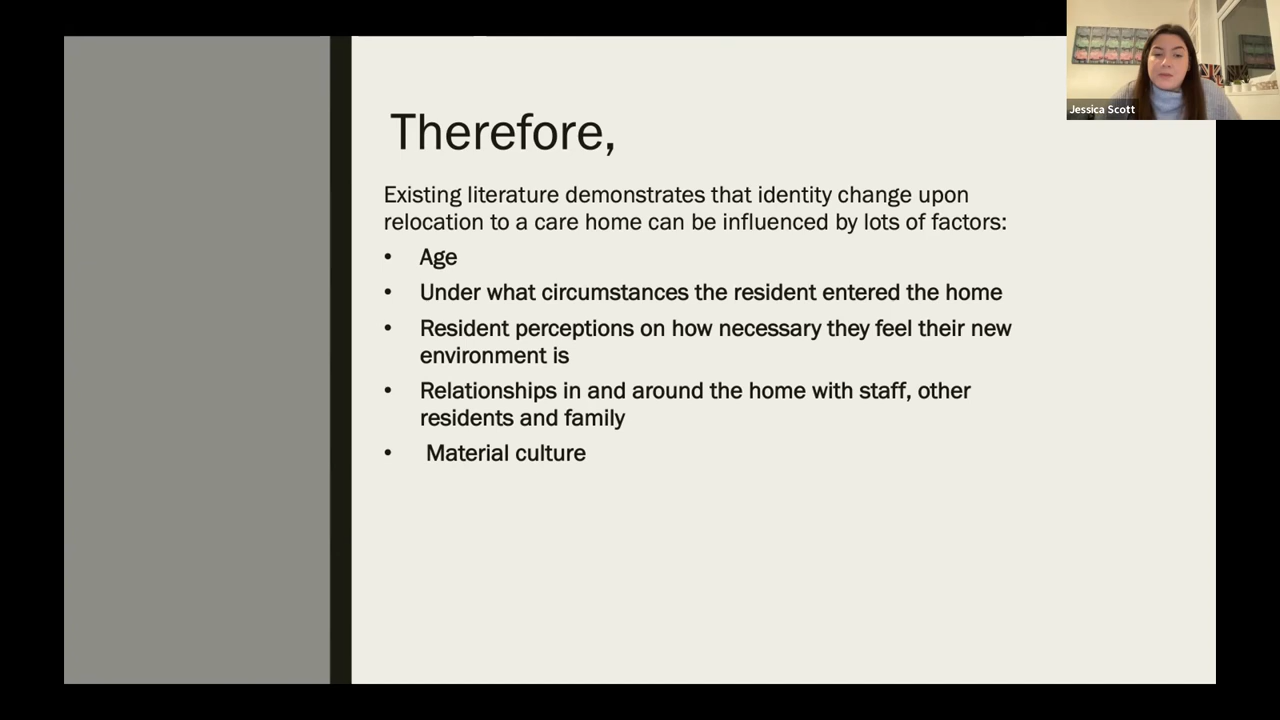 Jessica Scott
Therefore,
Existing literature demonstrates that identity change upon
relocation to a care home can be influenced by lots of factors:
• Age
• Under what circumstances the resident entered the home
• Resident perceptions on how necessary they feel their new
environment is
• Relationships in and around the home with staff, other
residents and family
• Material culture